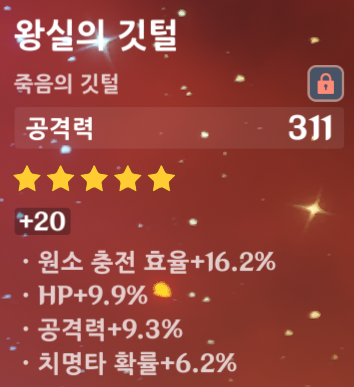 왕실의 깃털
죽음의 깃털
공격력 311
+20
· 원소 충전 효율+16.2%
· HP+9.9%
· 공격력+9.3%
· 치명타 확률+6.2%